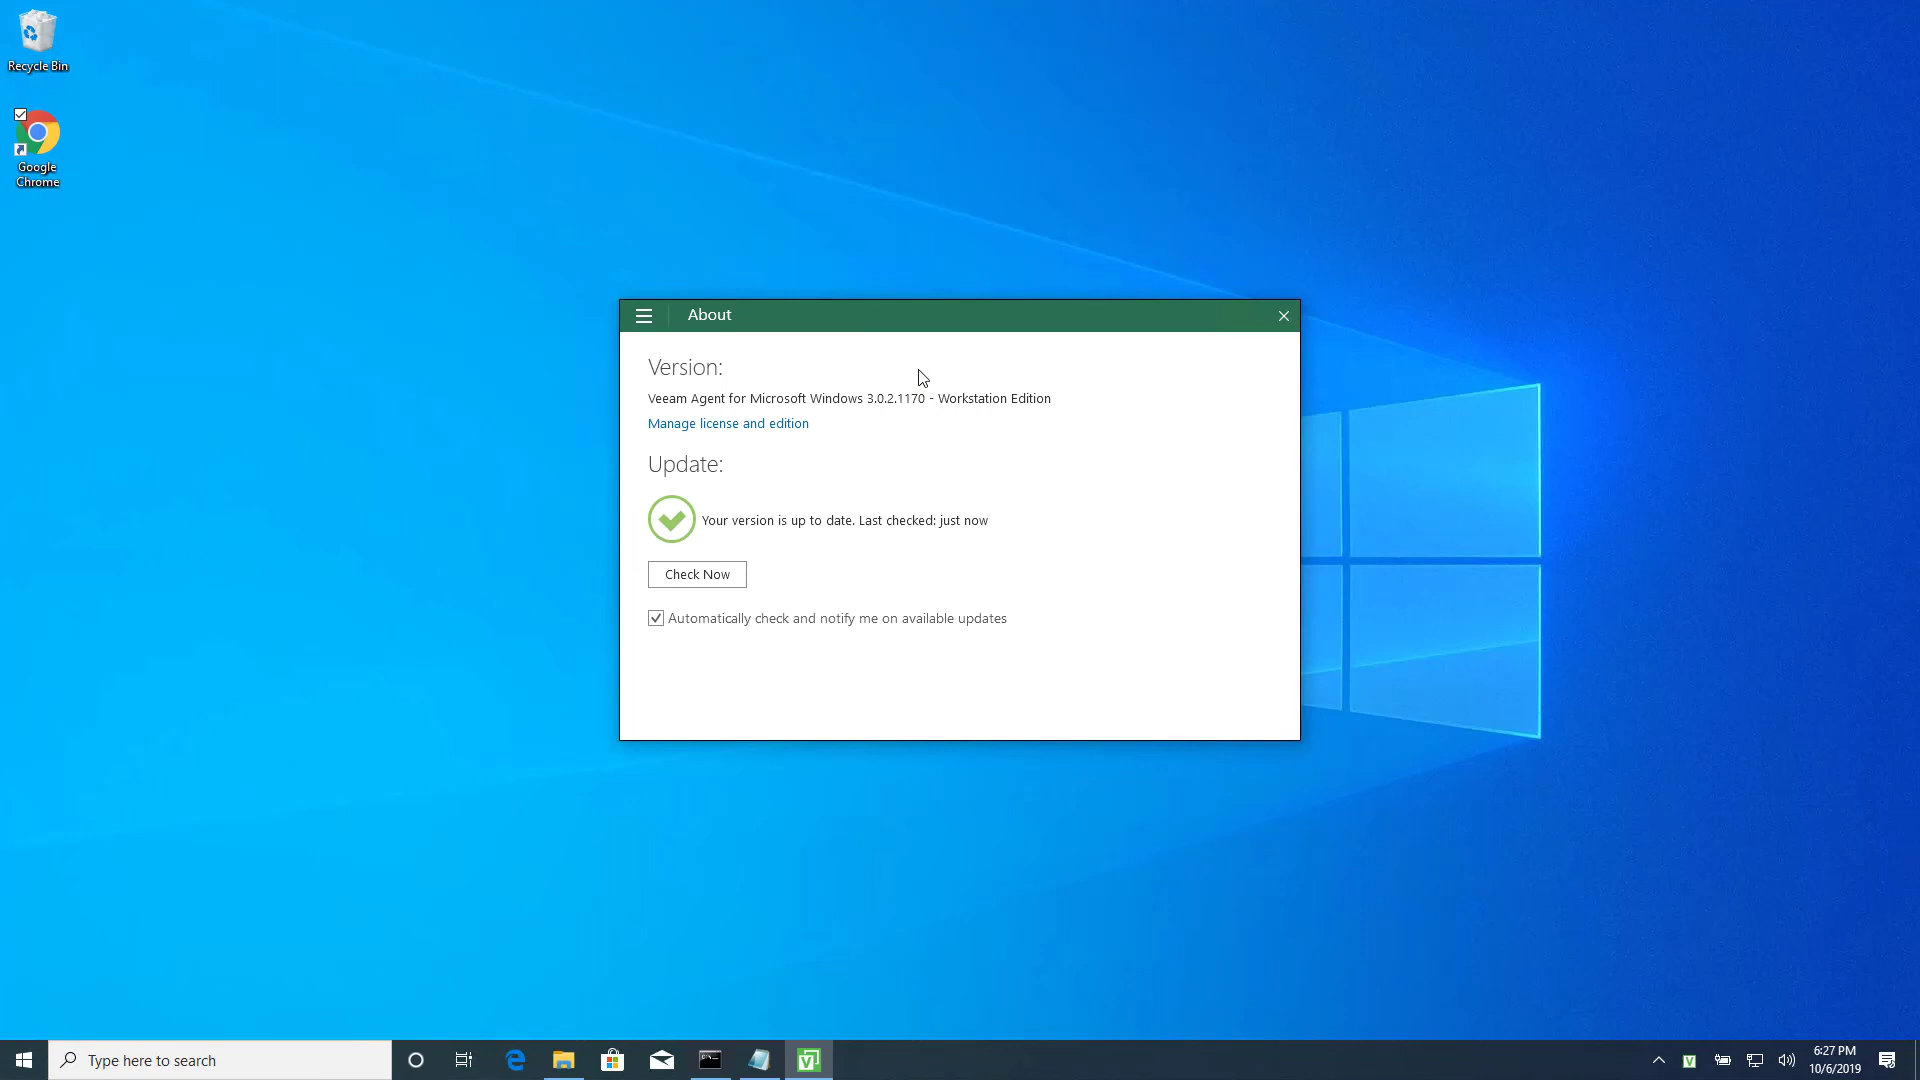 Recycle Bin
Google
Chrome
About
Version:
Veeam Agent for Microsoft Windows 3.0.2.1170 - Workstation Edition
Manage license and edition
Update:
Your version is up to date. Last checked: just now
Check Now
Automatically check and notify me on available updates
Type here to search
6:27 PM
10/6/2019